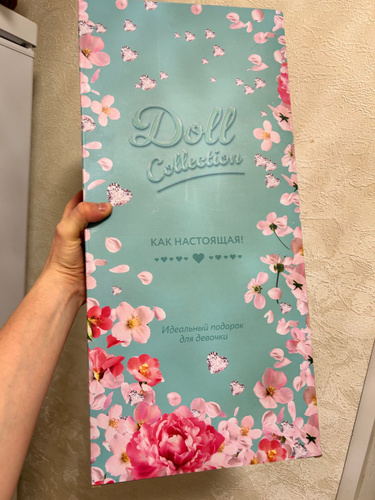 Doll
Collection
КАК НАСТОЯЩАЯ!
Идеальный подарок
для девочки